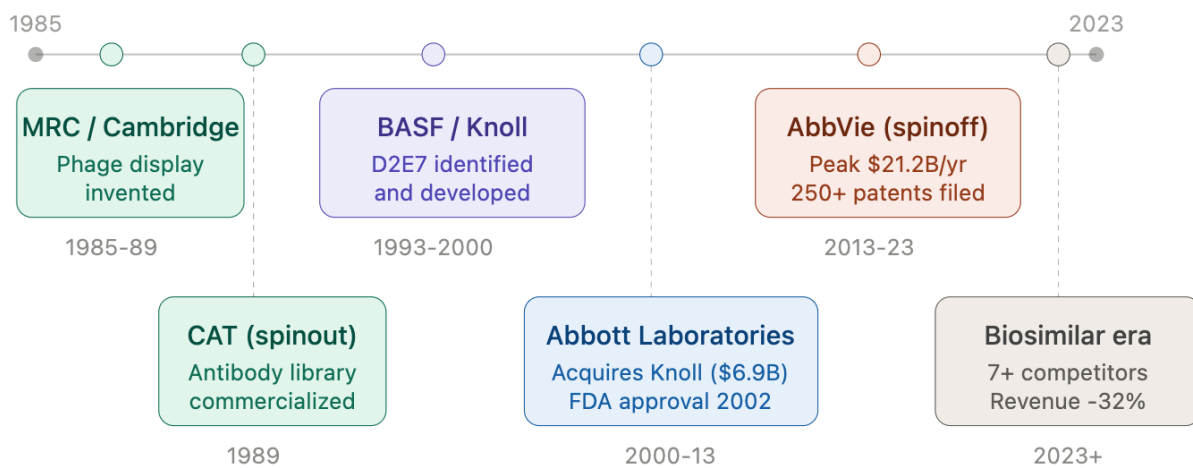 1985
2023
MRC / Cambridge
Phage display
invented
1985-89
BASF / Knoll
D2E7 identified
and developed
1993-2000
AbbVie (spinoff)
Peak $21.2B/yr
250+ patents filed
2013-23
CAT (spinout)
Antibody library
commercialized
1989
Abbott Laboratories
Acquires Knoll ($6.9B)
FDA approval 2002
2000-13
Biosimilar era
7+ competitors
Revenue -32%
2023+